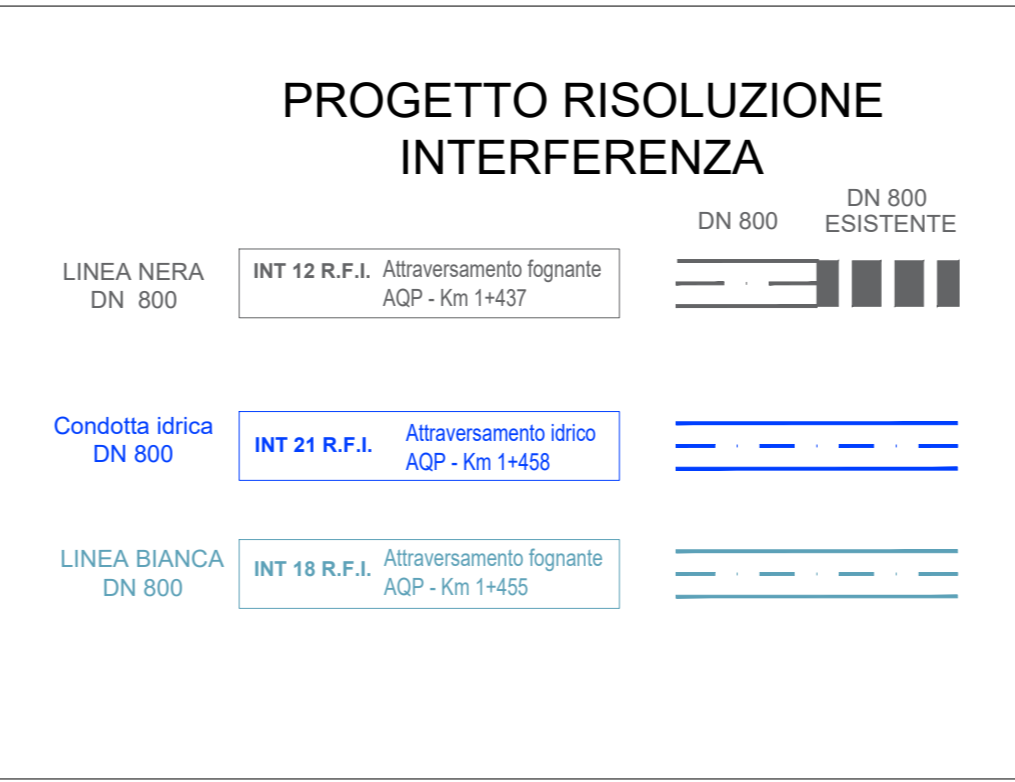 PROGETTO RISOLUZIONE
INTERFERENZA
DN 800
DN 800
ESISTENTE
LINEA NERA
DN 800
INT 12 R.F.I. Attraversamento fognante
AQP - Km 1+437
Condotta idrica
DN 800
INT 21 R.F.I. Attraversamento idrico
AQP - Km 1+458
LINEA BIANCA
DN 800
INT 18 R.F.I. Attraversamento fognante
AQP - Km 1+455